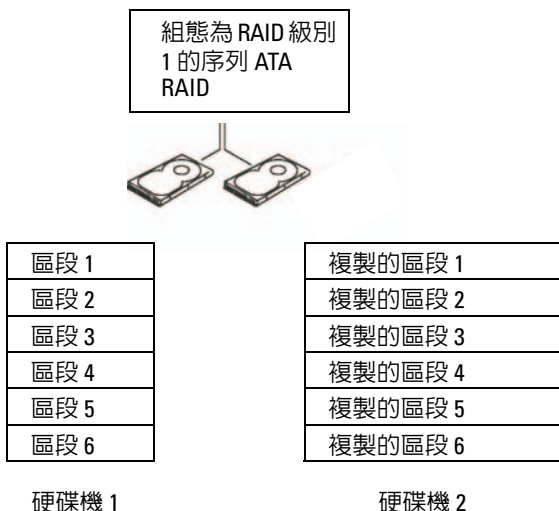 組態為 RAID 級別
1 的序列 ATA
RAID
區段 1
複製的區段 1
區段 2
複製的區段 2
區段 3
複製的區段 3
區段 4
複製的區段 4
區段 5
複製的區段 5
區段 6
複製的區段 6
硬碟機 1
硬碟機 2